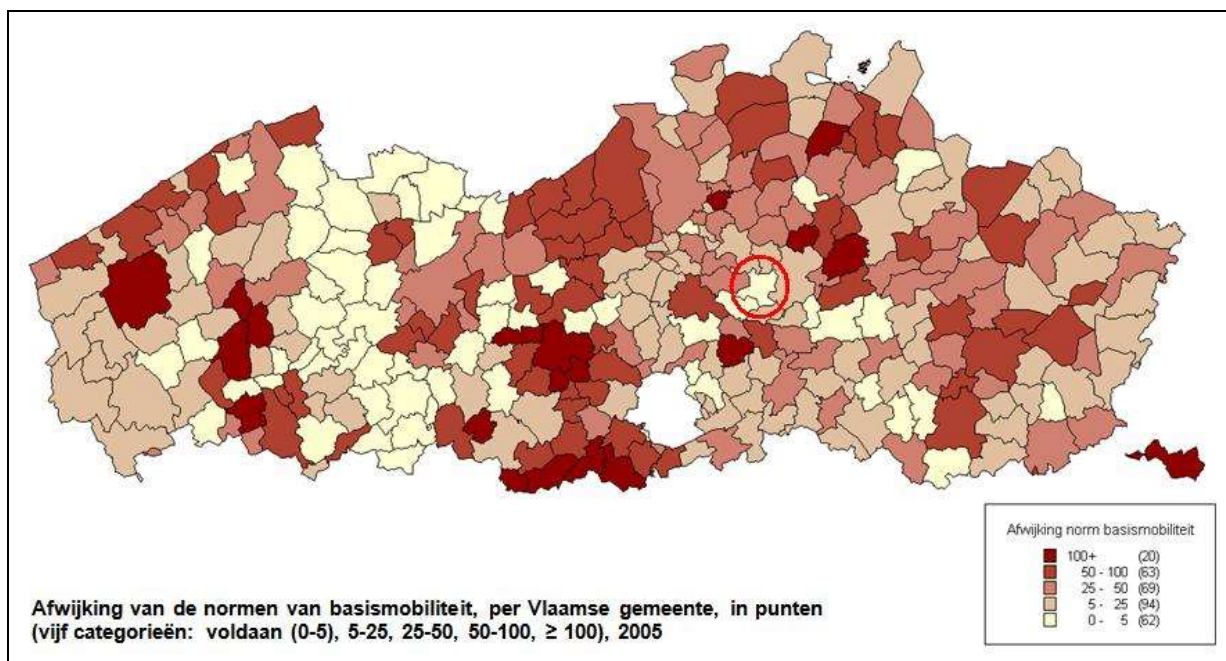 Afwijking norm basismobiliteit
100+ (20)
50 - 100 (63)
25 - 50 (69)
5 - 25 (94)
0 - 5 (62)
Afwijking van de normen van basismobiliteit, per Vlaamse gemeente, in punten
(vijf categorieën: voldaan (0-5), 5-25, 25-50, 50-100, ≥ 100), 2005